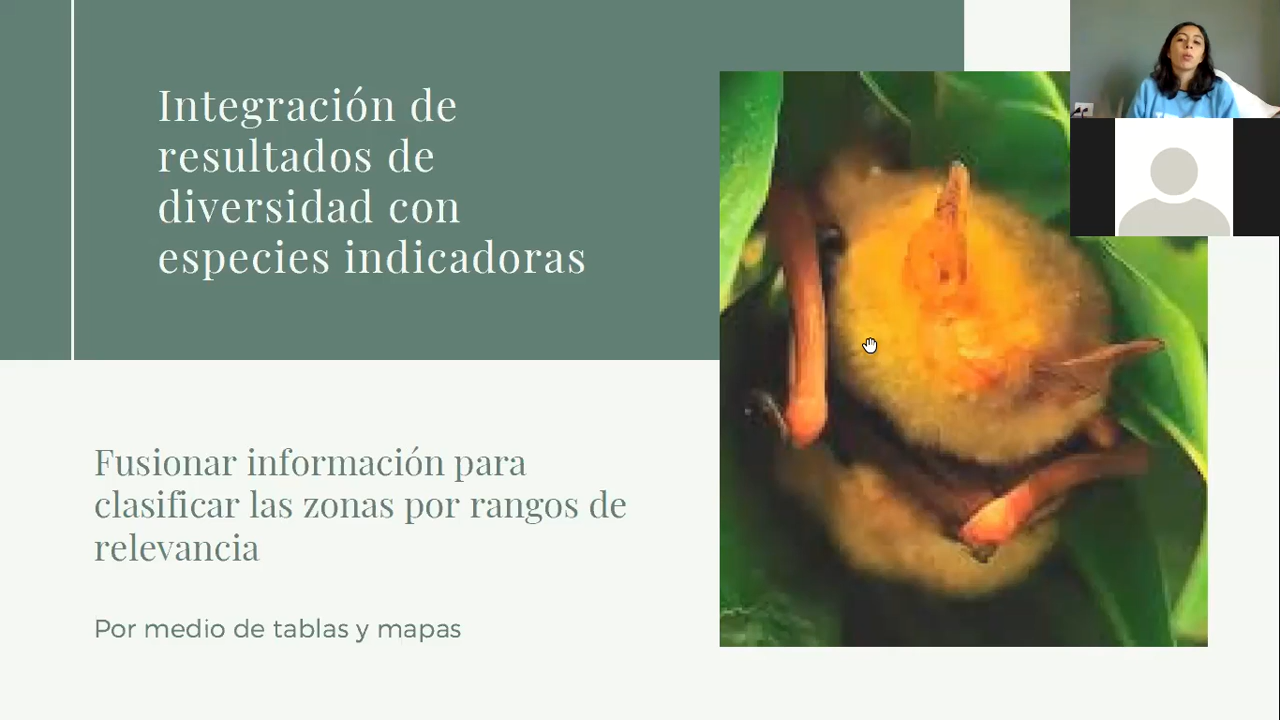 Integración de
resultados de
diversidad con
especies indicadoras
Fusionar información para
clasificar las zonas por rangos de
relevancia
Por medio de tablas y mapas